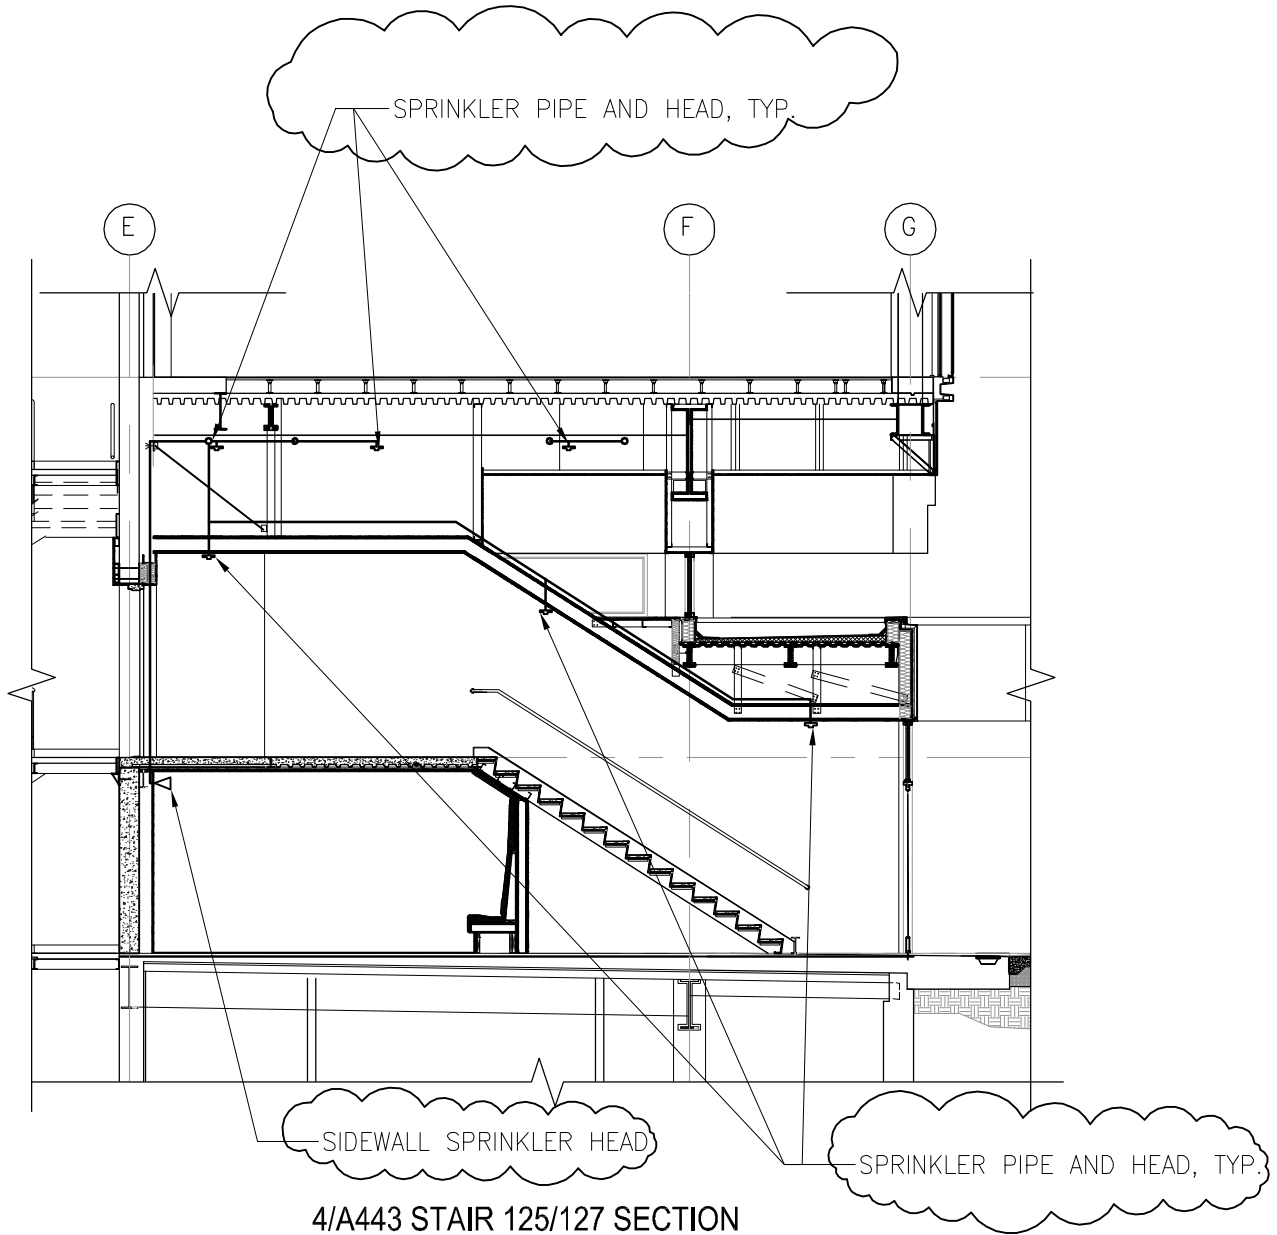 SPRINKLER PIPE AND HEAD, TYP.
E
F
G
SIDEWALL SPRINKLER HEAD
SPRINKLER PIPE AND HEAD, TYP.
4/A443 STAIR 125/127 SECTION